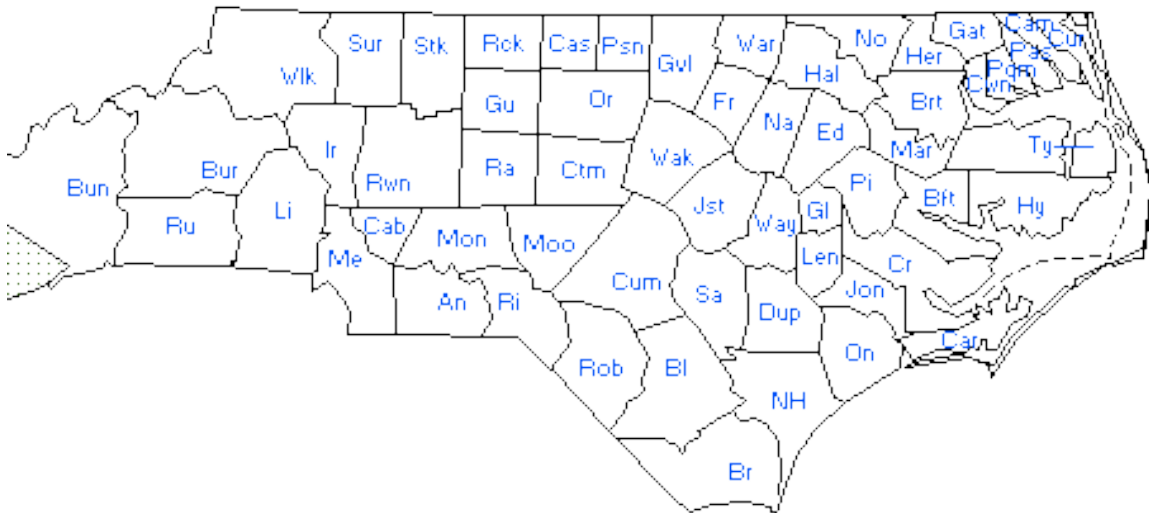 Cam
Sur
Stk
Rck
Cas
Psn
War
No
Gat
Cur
Wlk
Gvl
Hal
Her
Pas
Pqm
Cwn
Gu
Or
Fr
Na
Ed
Brt
Bun
Bur
Ir
Rwn
Ra
Ctm
Wak
Mar
Ty
Pi
Ru
Li
Cab
Mon
Moo
Jst
Way
Gl
Bft
Hy
Me
Len
Cr
An
Ri
Cum
Sa
Dup
Jon
Rob
Bl
On
Car
NH
Br